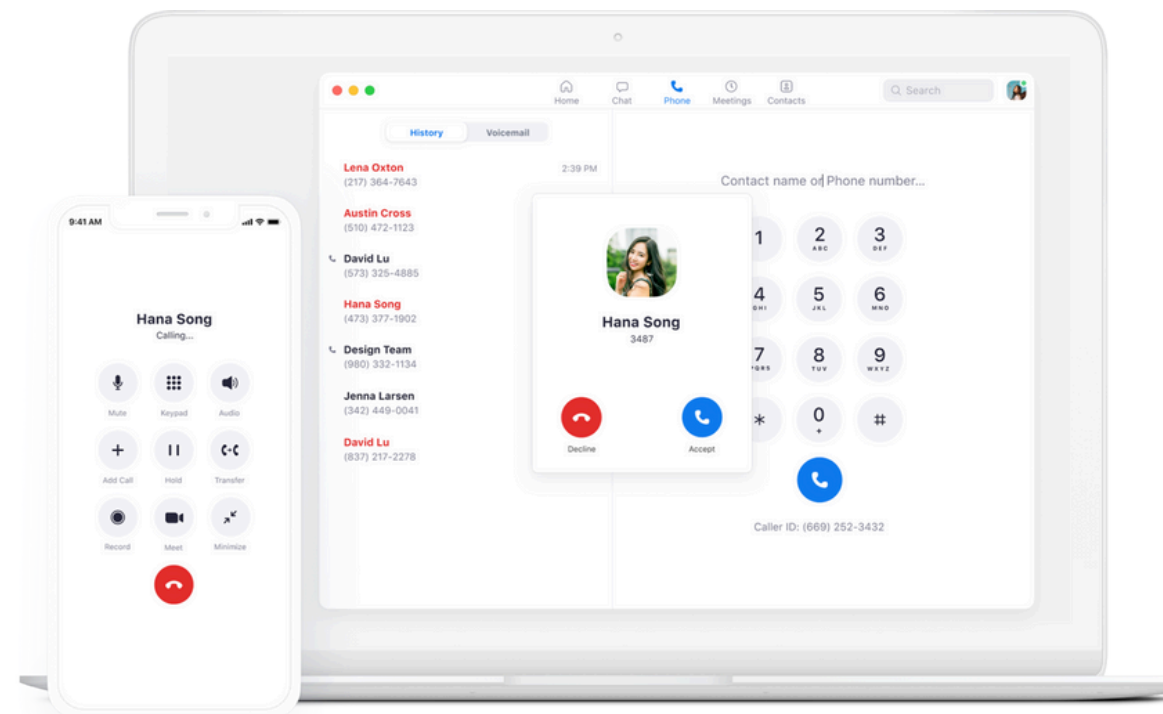 9:41 AM
Hana Song
Calling...
Mute Keypad Audio
Add Call Hold Transfer
Record Meet Minimize
Home Chat Phone Meetings Contacts
Search
History Voicemail
Lena Oxton 2:39 PM
(217) 364-7643
Austin Cross
(510) 472-1123
David Lu
(573) 325-4885
Hana Song
(473) 377-1902
Design Team
(980) 332-1134
Jenna Larsen
(342) 449-0041
David Lu
(837) 217-2278
Hana Song
3487
Decline Accept
Contact name or Phone number...
1 2 3
ABC DEF
4 5 6
GHI JKL MNO
7 8 9
PQRS TUV WXYZ
* 0 #
+
Caller ID: (669) 252-3432